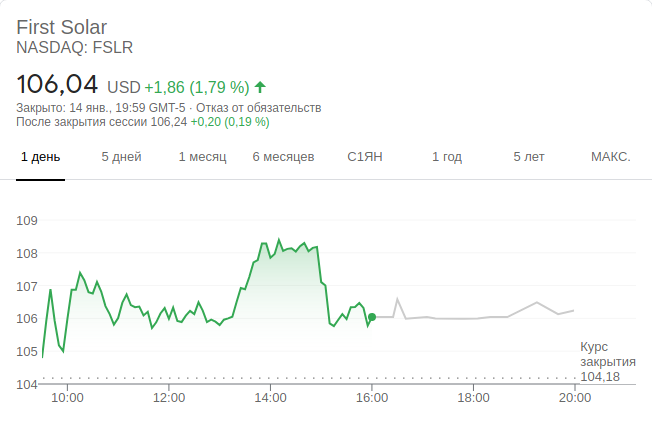 First Solar
NASDAQ: FSLR
106,04 USD +1,86 (1,79 %)
Закрыто: 14 янв., 19:59 GMT-5 · Отказ от обязательств
После закрытия сессии 106,24 +0,20 (0,19 %)
1 день 5 дней 1 месяц 6 месяцев С1ЯН 1 год 5 лет МАКС.
109
108
107
106
105
Курс
закрытия
104,18
104
10:00 12:00 14:00 16:00 18:00 20:00